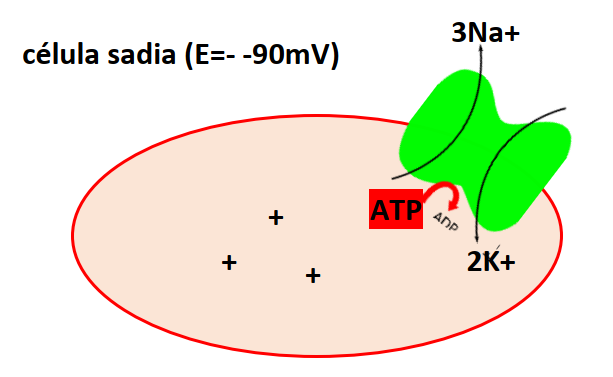 3Na+
célula sadia (E=- -90mV)
ATP
ADP
+
+
+
2K+